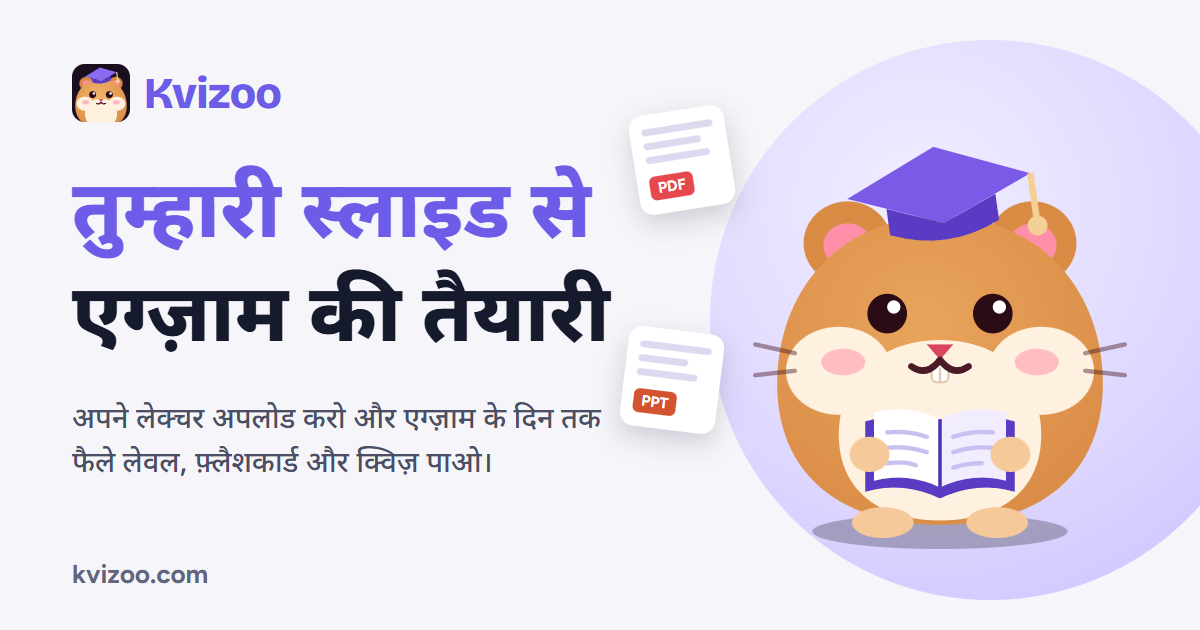 Kvizoo
तुम्हारी स्लाइड से
एग्ज़ाम की तैयारी
अपने लेक्चर अपलोड करो और एग्ज़ाम के दिन तक
फैले लेवल, फ़्लैशकार्ड और क्विज़ पाओ।
kvizoo.com
PDF
PPT